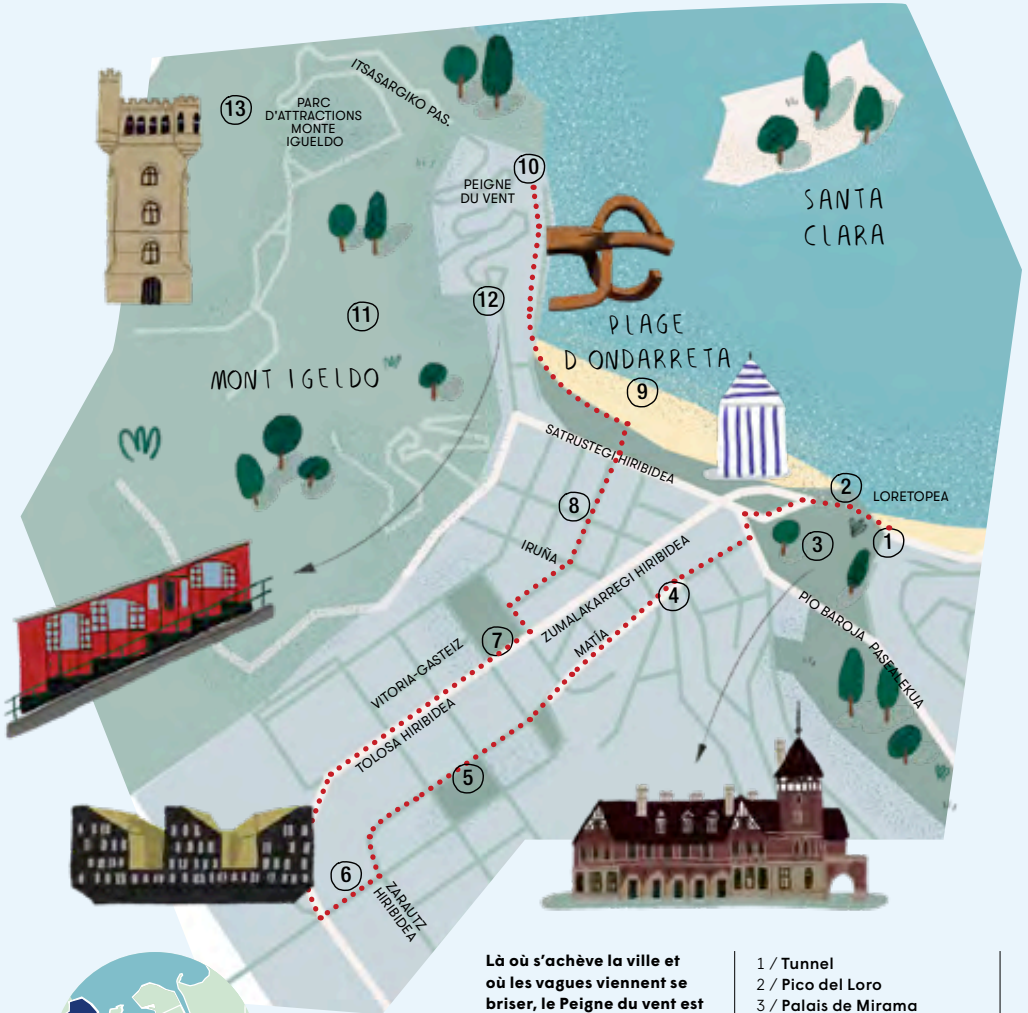 ITSASARGIKO PAS.
13
PARC
D'ATTRACTIONS
MONTE
IGUELDO
10
PEIGNE
DU VENT
SANTA
CLARA
12
11
PLAGE
D ONDARRETA
MONT IGELDO
9
SATRUSTEGI HIRIBIDEA
2
LORETOPEA
8
1
3
IRUÑA
ZUMALAKARREGI HIRIBIDEA
4
PIO BAROJA PASEALEKUA
7
MATÍA
VITORIA-GASTEIZ
TOLOSA HIRIBIDEA
5
6
ZARAUTZ
HIRIBIDEA
Là où s'achève la ville et
où les vagues viennent se
briser, le Peigne du vent est
1 / Tunnel
2 / Pico del Loro
3 / Palais de Mirama